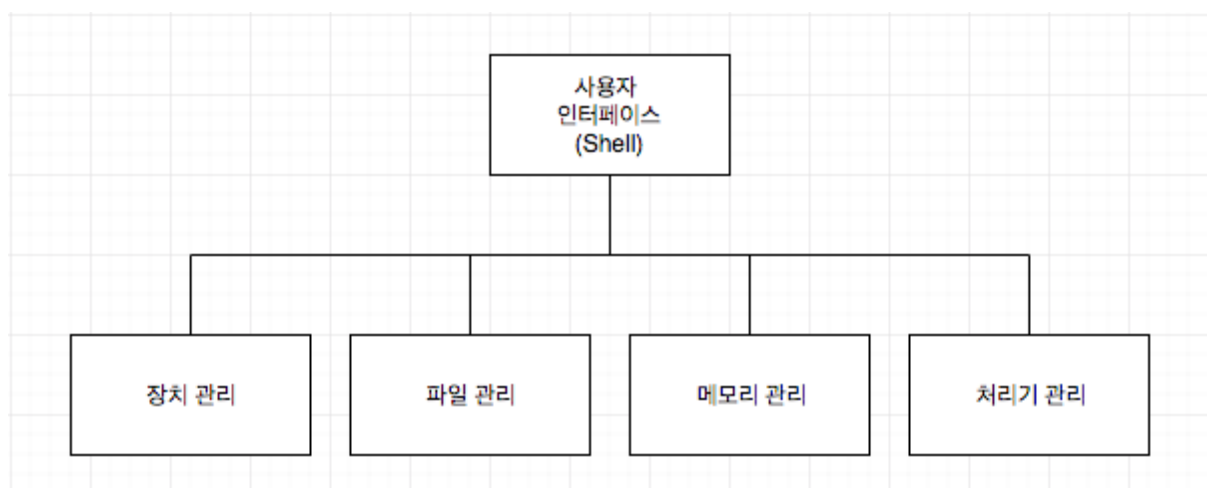 사용자
인터페이스
(Shell)
장치 관리
파일 관리
메모리 관리
처리기 관리